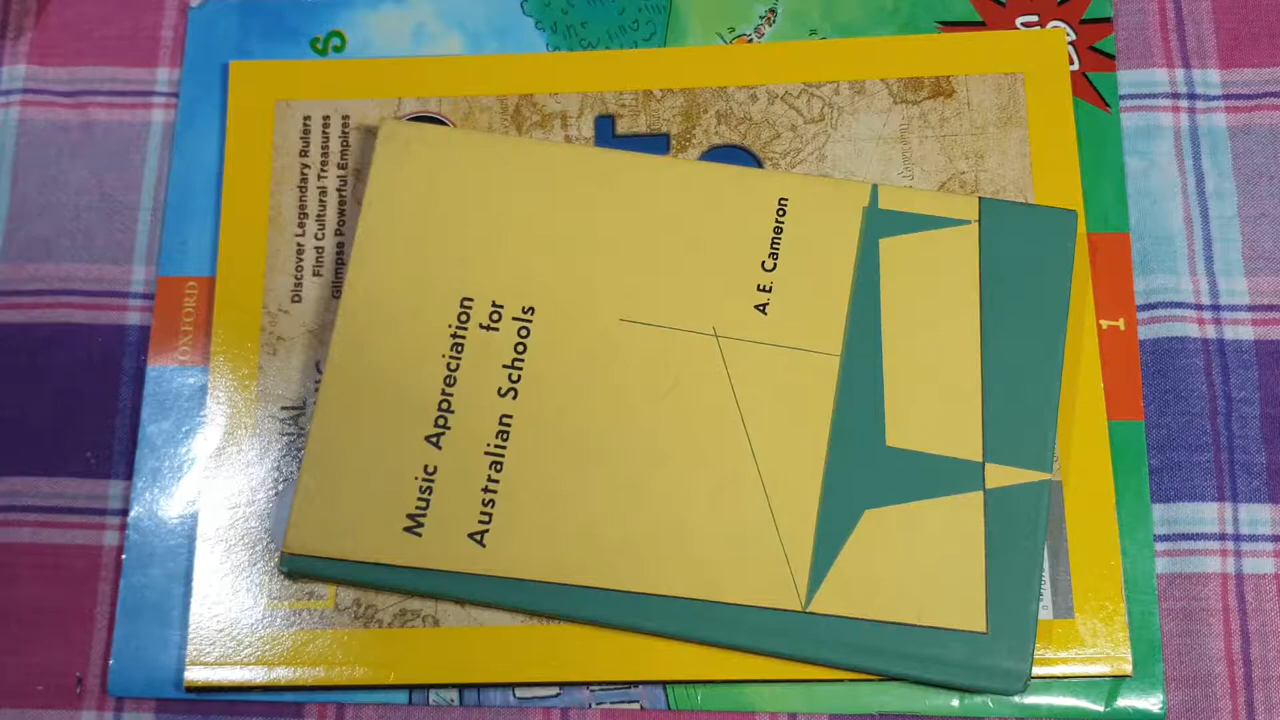 Music Appreciation
for
Australian Schools
A. E. Cameron
Discover Legendary Rulers
Find Cultural Treasures
Glimpse Powerful Empires
OXFORD
1